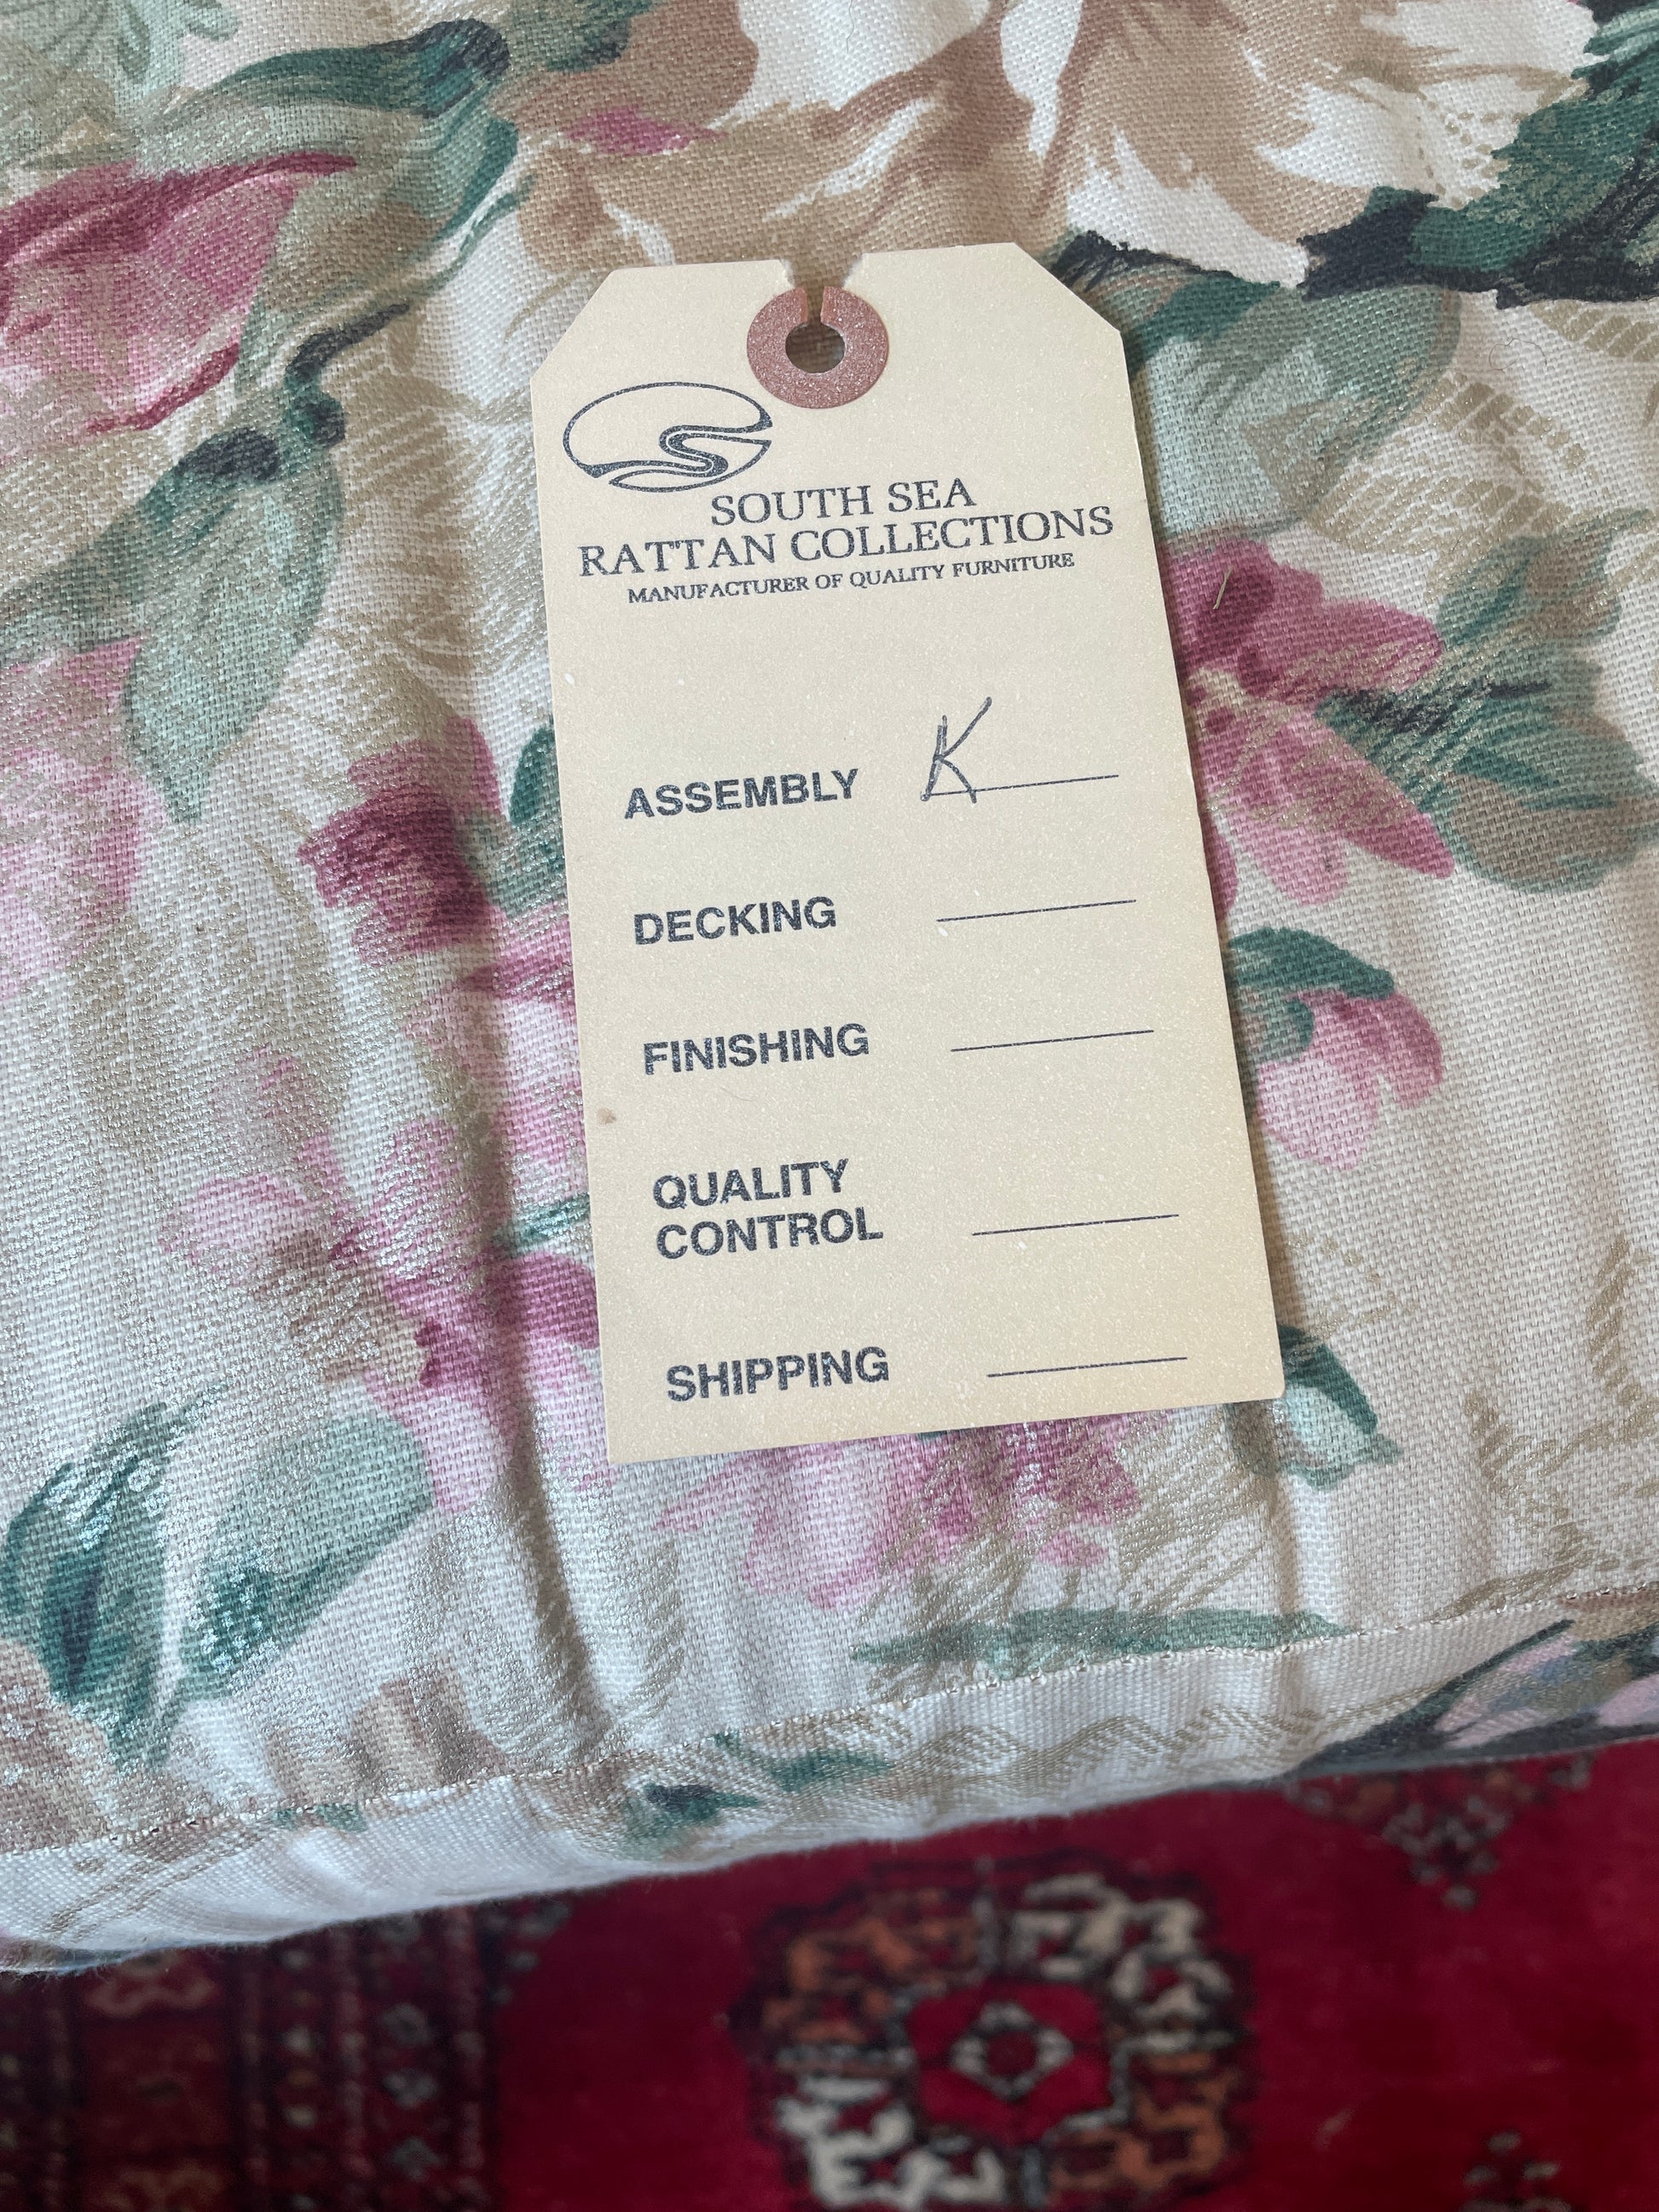 SOUTH SEA
RATTAN COLLECTIONS
MANUFACTURER OF QUALITY FURNITURE
ASSEMBLY K
DECKING
FINISHING
QUALITY
CONTROL
SHIPPING